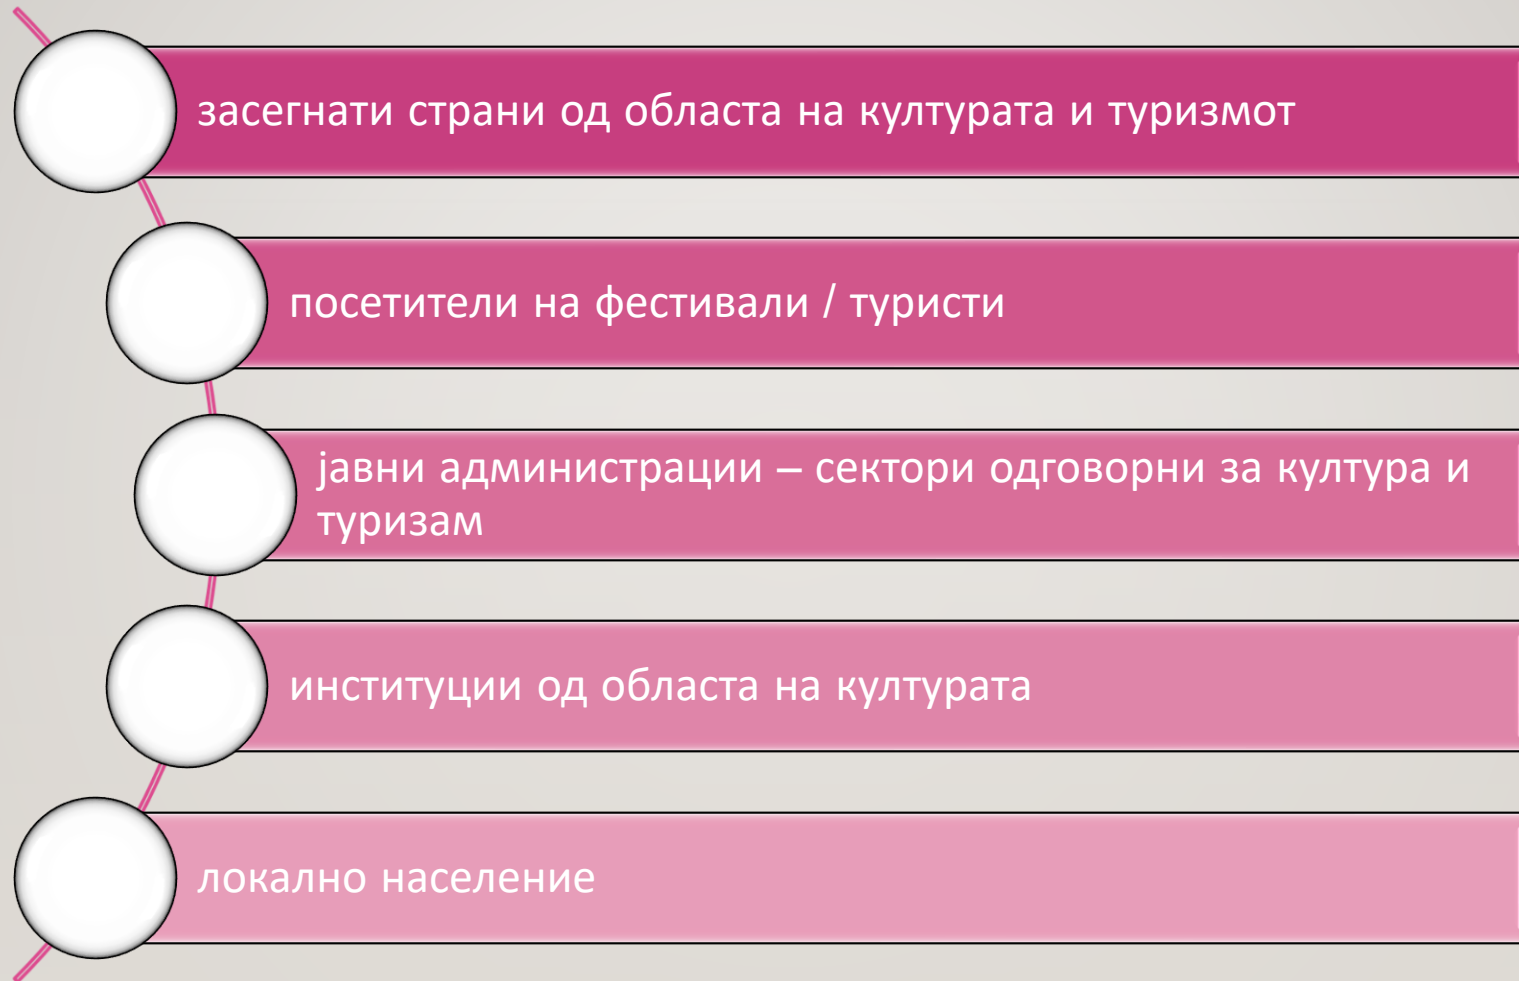 засегнати страни од областа на културата и туризмот
посетители на фестивали / туристи
јавни администрации – сектори одговорни за култура и
туризам
институции од областа на културата
локално население